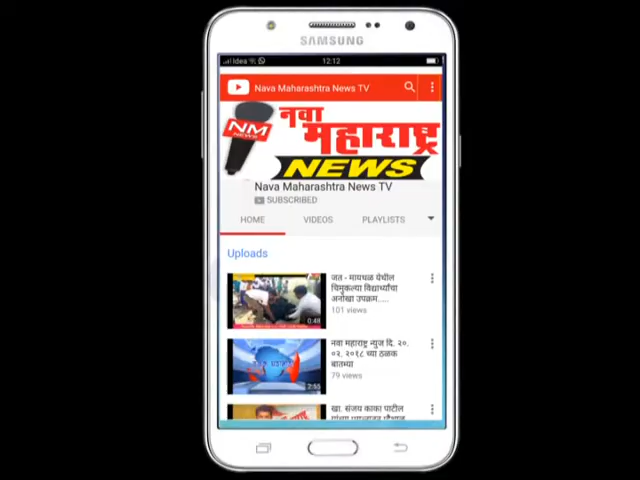 SAMSUNG
Idea
12:12
Nava Maharashtra News TV
नवा
महाराष्ट्र
NM
NEWS
NEWS
Nava Maharashtra News TV
SUBSCRIBED
HOME VIDEOS PLAYLISTS
Uploads
जत - मायथळ येथील
चिमुकल्या विद्यार्थ्यांचा
अनोखा उपक्रम.....
101 views
0:48
नवा महाराष्ट्र न्युज दि. २०.
०२. २०१८ च्या ठळक
बातम्या
79 views
2:55
खा. संजय काका पाटील